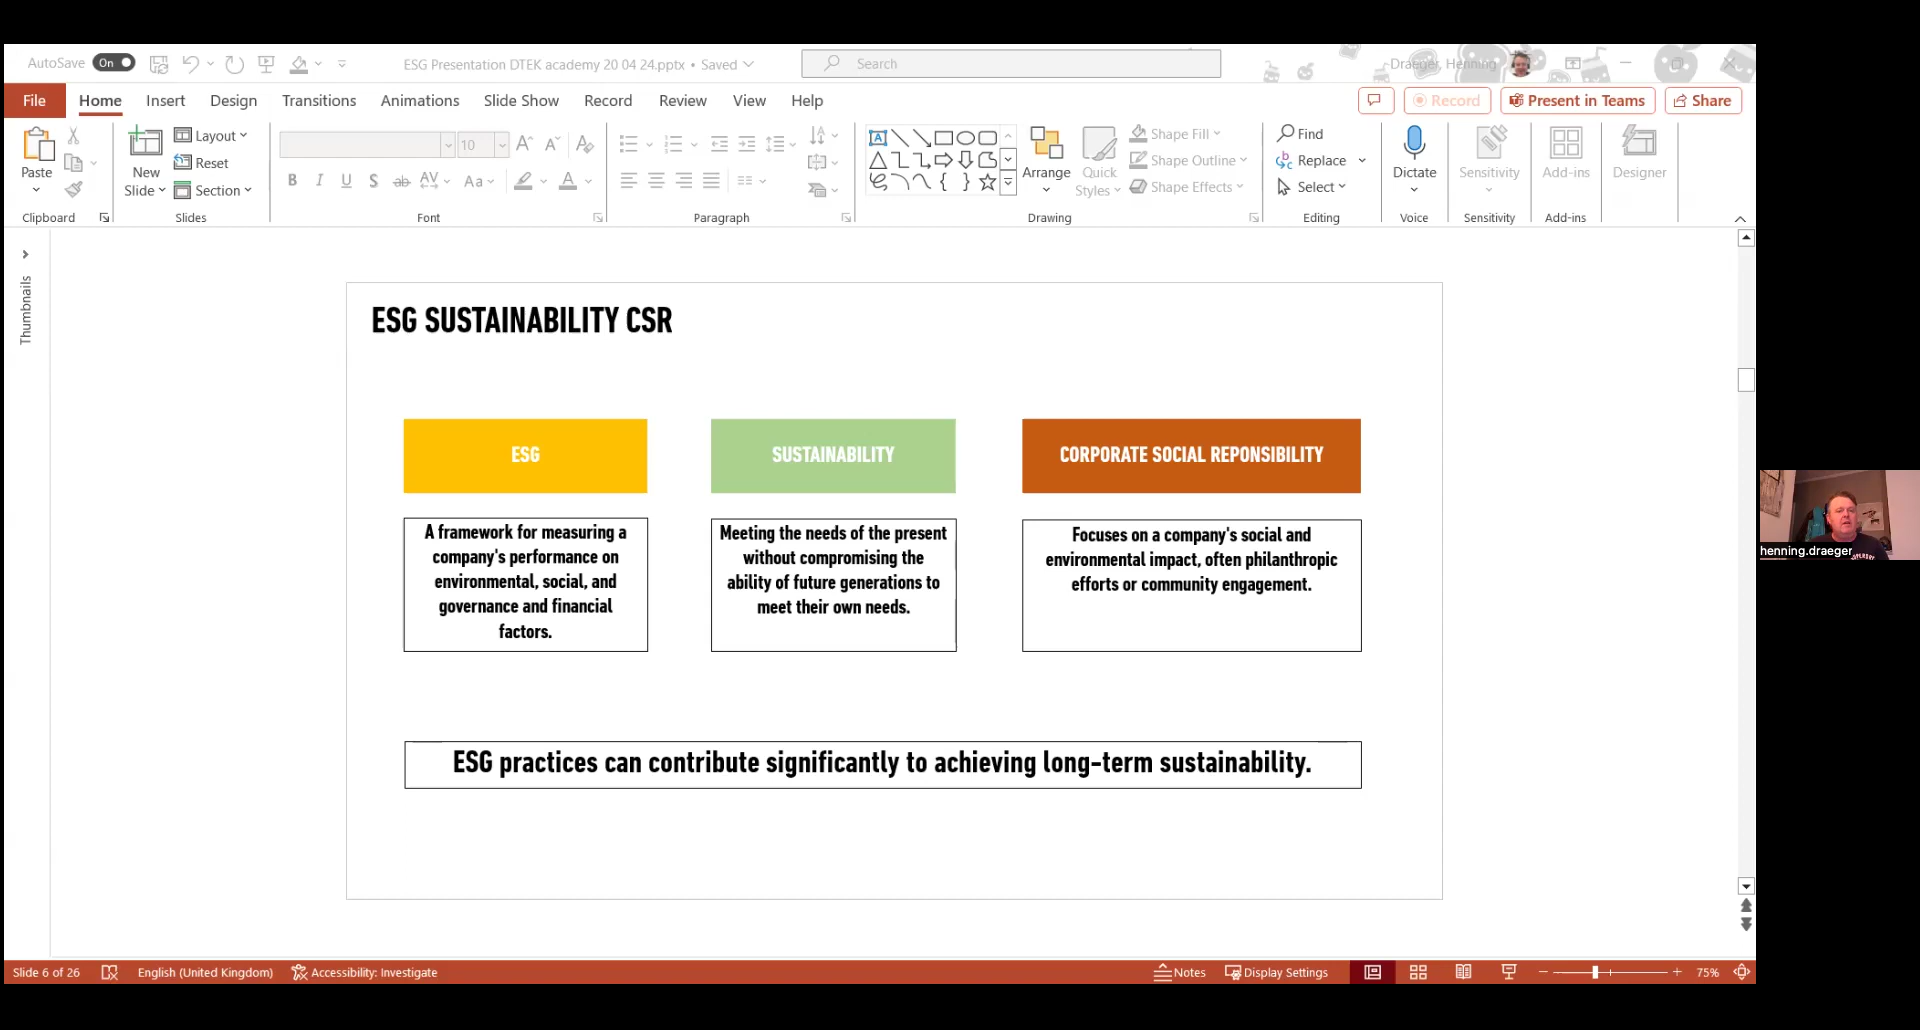 AutoSave On ESG Presentation DTEK academy 20 04 24.pptx • Saved Search Draeger, Henning
File Home Insert Design Transitions Animations Slide Show Record Review View Help Record Present in Teams Share
Paste
New
Slide
Layout
Reset
Section
10
B I U S ab AV Aa A
Arrange
Quick
Styles
Shape Fill
Shape Outline
Shape Effects
Find
Replace
Select
Dictate
Sensitivity
Add-ins
Designer
Clipboard Slides Font Paragraph Drawing Editing Voice Sensitivity Add-ins
Thumbnails
ESG SUSTAINABILITY CSR
ESG
A framework for measuring a
company's performance on
environmental, social, and
governance and financial
factors.
SUSTAINABILITY
Meeting the needs of the present
without compromising the
ability of future generations to
meet their own needs.
CORPORATE SOCIAL REPONSIBILITY
Focuses on a company's social and
environmental impact, often philanthropic
efforts or community engagement.
ESG practices can contribute significantly to achieving long-term sustainability.
henning.draeger
Slide 6 of 26 English (United Kingdom) Accessibility: Investigate Notes Display Settings 75%